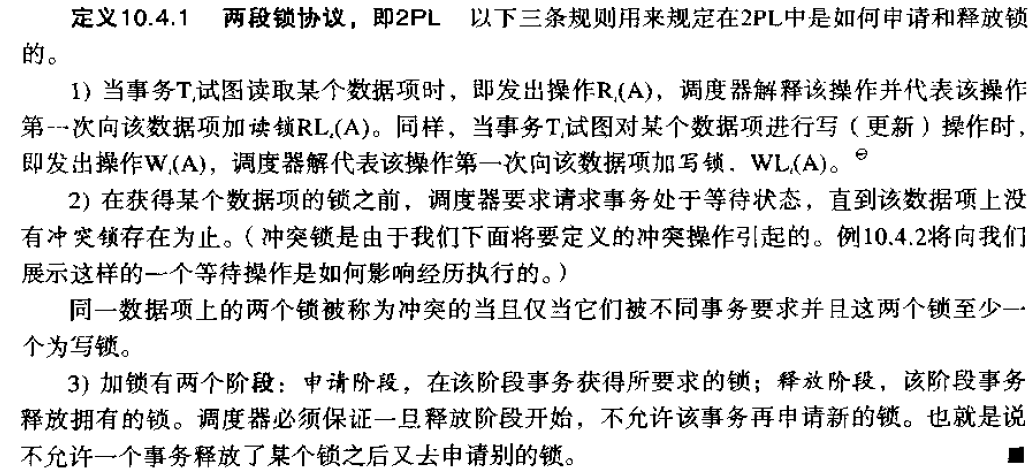 定义10.4.1 两段锁协议，即2PL 以下三条规则用来规定在2PL中是如何申请和释放锁
的。
1) 当事务Tᵢ试图读取某个数据项时，即发出操作Rᵢ(A)，调度器解释该操作并代表该操作
第一次向该数据项加读锁RLᵢ(A)。同样，当事务Tᵢ试图对某个数据项进行写（更新）操作时，
即发出操作Wᵢ(A)，调度器解代表该操作第一次向该数据项加写锁．WLᵢ(A)。㊀
2) 在获得某个数据项的锁之前，调度器要求请求事务处于等待状态，直到该数据项上没
有冲突锁存在为止。（冲突锁是由于我们下面将要定义的冲突操作引起的。例10.4.2将向我们
展示这样的一个等待操作是如何影响经历执行的。）
同一数据项上的两个锁被称为冲突的当且仅当它们被不同事务要求并且这两个锁至少一
个为写锁。
3) 加锁有两个阶段：申请阶段，在该阶段事务获得所要求的锁；释放阶段，该阶段事务
释放拥有的锁。调度器必须保证一旦释放阶段开始，不允许该事务再申请新的锁。也就是说
不允许一个事务释放了某个锁之后又去申请别的锁。 ■